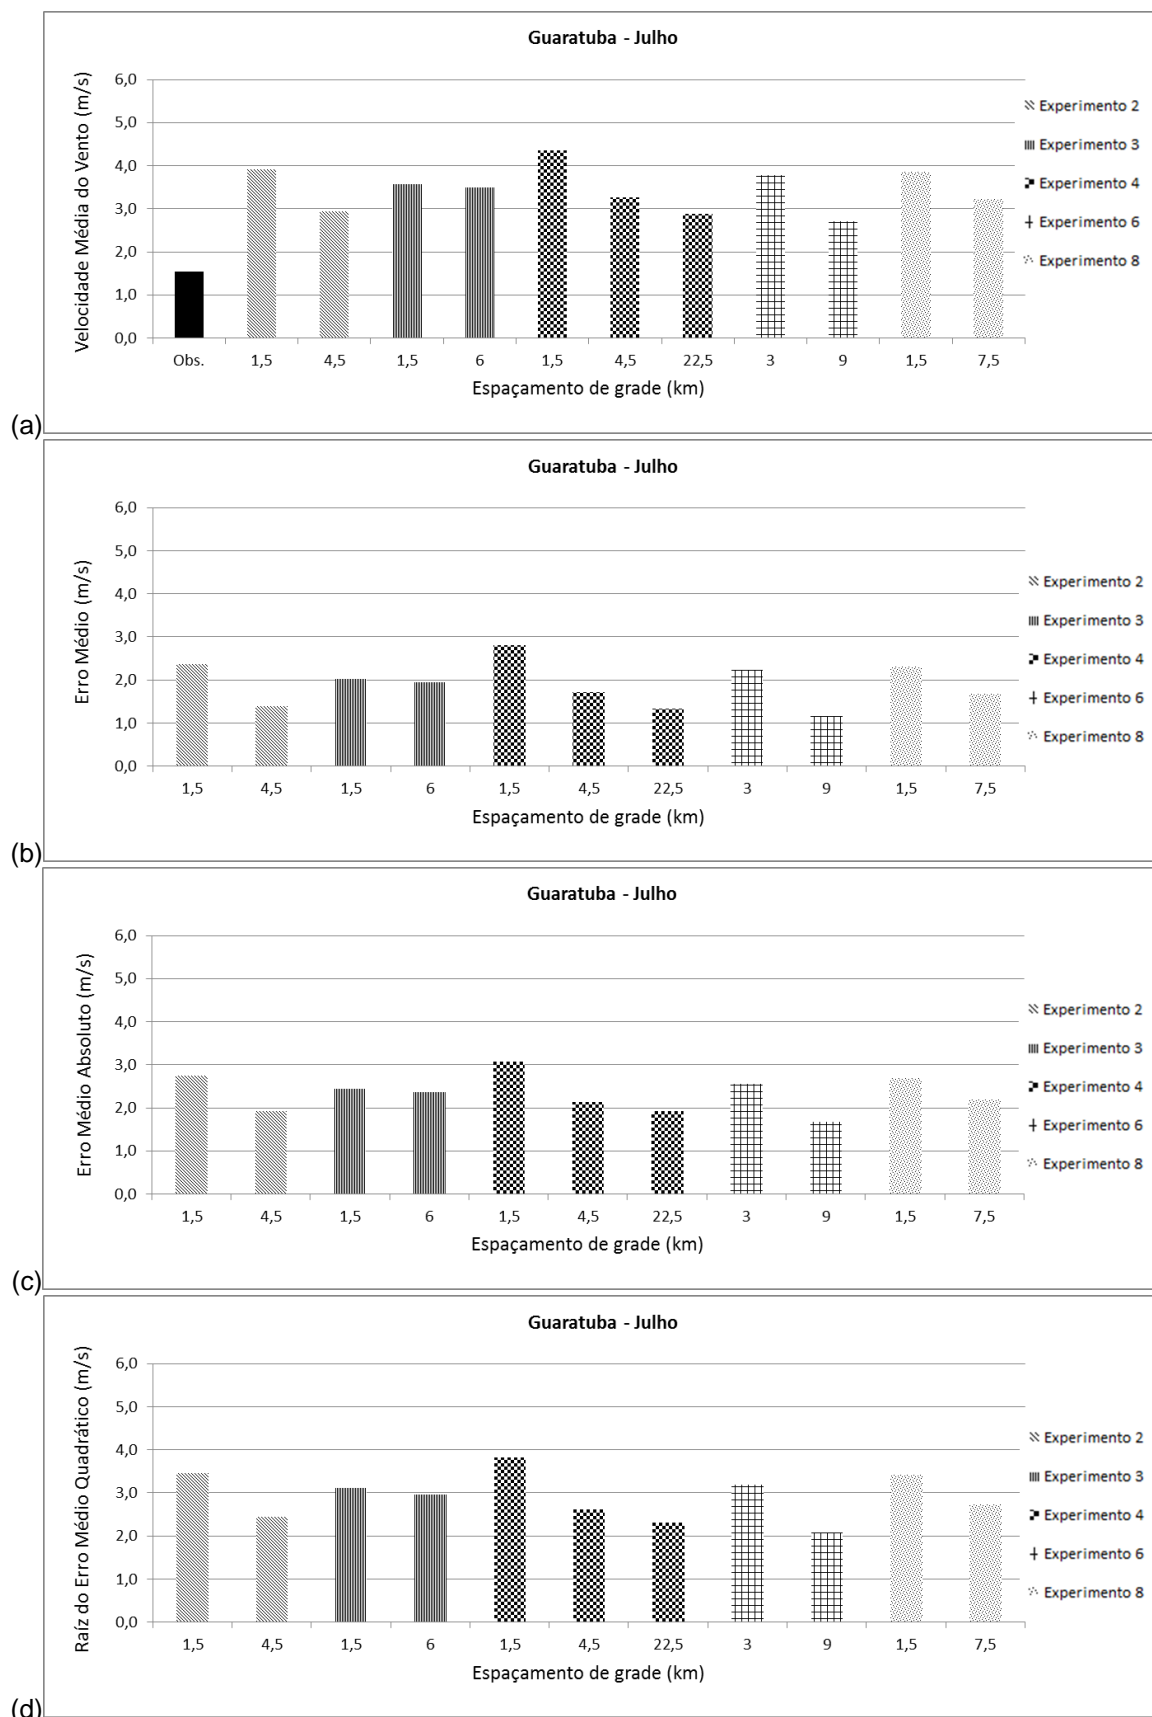 Guaratuba - Julho
Velocidade Média do Vento (m/s)
6,0
5,0
4,0
3,0
2,0
1,0
0,0
Obs. 1,5 4,5 1,5 6 1,5 4,5 22,5 3 9 1,5 7,5
Espaçamento de grade (km)
Experimento 2
Experimento 3
Experimento 4
Experimento 6
Experimento 8
(a)
Guaratuba - Julho
Erro Médio (m/s)
6,0
5,0
4,0
3,0
2,0
1,0
0,0
1,5 4,5 1,5 6 1,5 4,5 22,5 3 9 1,5 7,5
Espaçamento de grade (km)
Experimento 2
Experimento 3
Experimento 4
Experimento 6
Experimento 8
(b)
Guaratuba - Julho
Erro Médio Absoluto (m/s)
6,0
5,0
4,0
3,0
2,0
1,0
0,0
1,5 4,5 1,5 6 1,5 4,5 22,5 3 9 1,5 7,5
Espaçamento de grade (km)
Experimento 2
Experimento 3
Experimento 4
Experimento 6
Experimento 8
(c)
Guaratuba - Julho
Raíz do Erro Médio Quadrático (m/s)
6,0
5,0
4,0
3,0
2,0
1,0
0,0
1,5 4,5 1,5 6 1,5 4,5 22,5 3 9 1,5 7,5
Espaçamento de grade (km)
Experimento 2
Experimento 3
Experimento 4
Experimento 6
Experimento 8
(d)